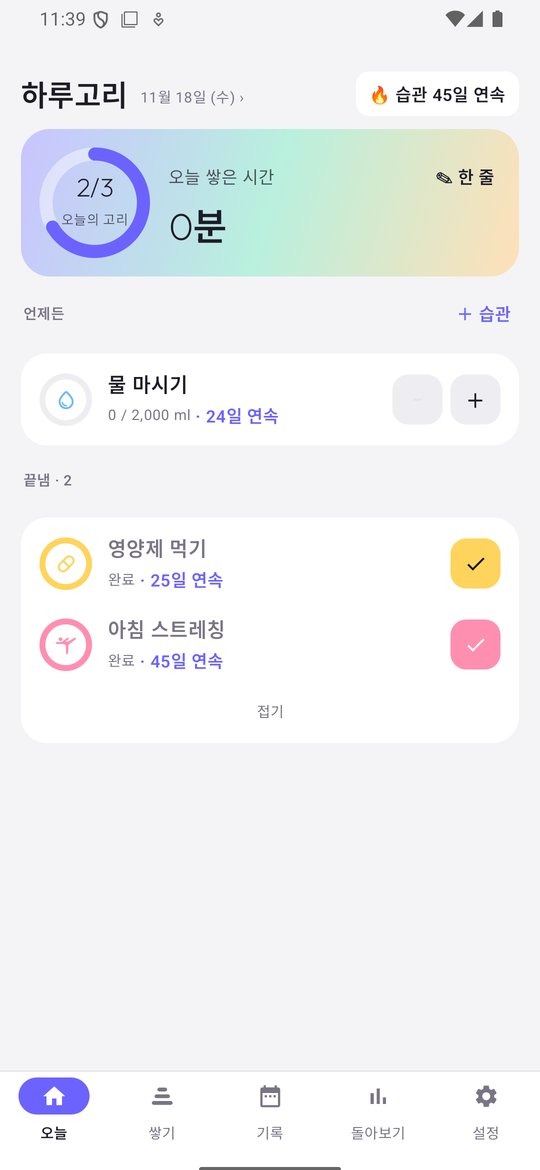 11:39
하루고리 11월 18일 (수) › 🔥 습관 45일 연속
2/3
오늘의 고리
오늘 쌓은 시간
✎ 한 줄
0분
언제든
+ 습관
물 마시기
0 / 2,000 ml · 24일 연속
끝냄 · 2
영양제 먹기
완료 · 25일 연속
아침 스트레칭
완료 · 45일 연속
접기
오늘 쌓기 기록 돌아보기 설정